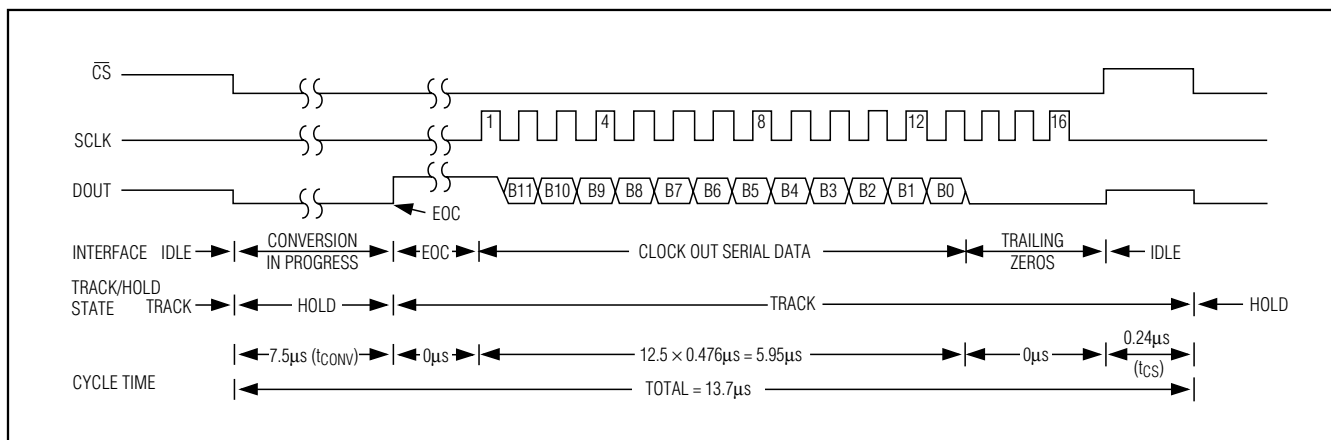 CS
SCLK
1 4 8 12 16
DOUT
B11 B10 B9 B8 B7 B6 B5 B4 B3 B2 B1 B0
EOC
INTERFACE IDLE CONVERSION IN PROGRESS EOC CLOCK OUT SERIAL DATA TRAILING ZEROS IDLE
TRACK/HOLD
STATE TRACK HOLD TRACK HOLD
7.5µs (tCONV) 0µs 12.5 × 0.476µs = 5.95µs 0µs 0.24µs (tCS)
CYCLE TIME
TOTAL = 13.7µs